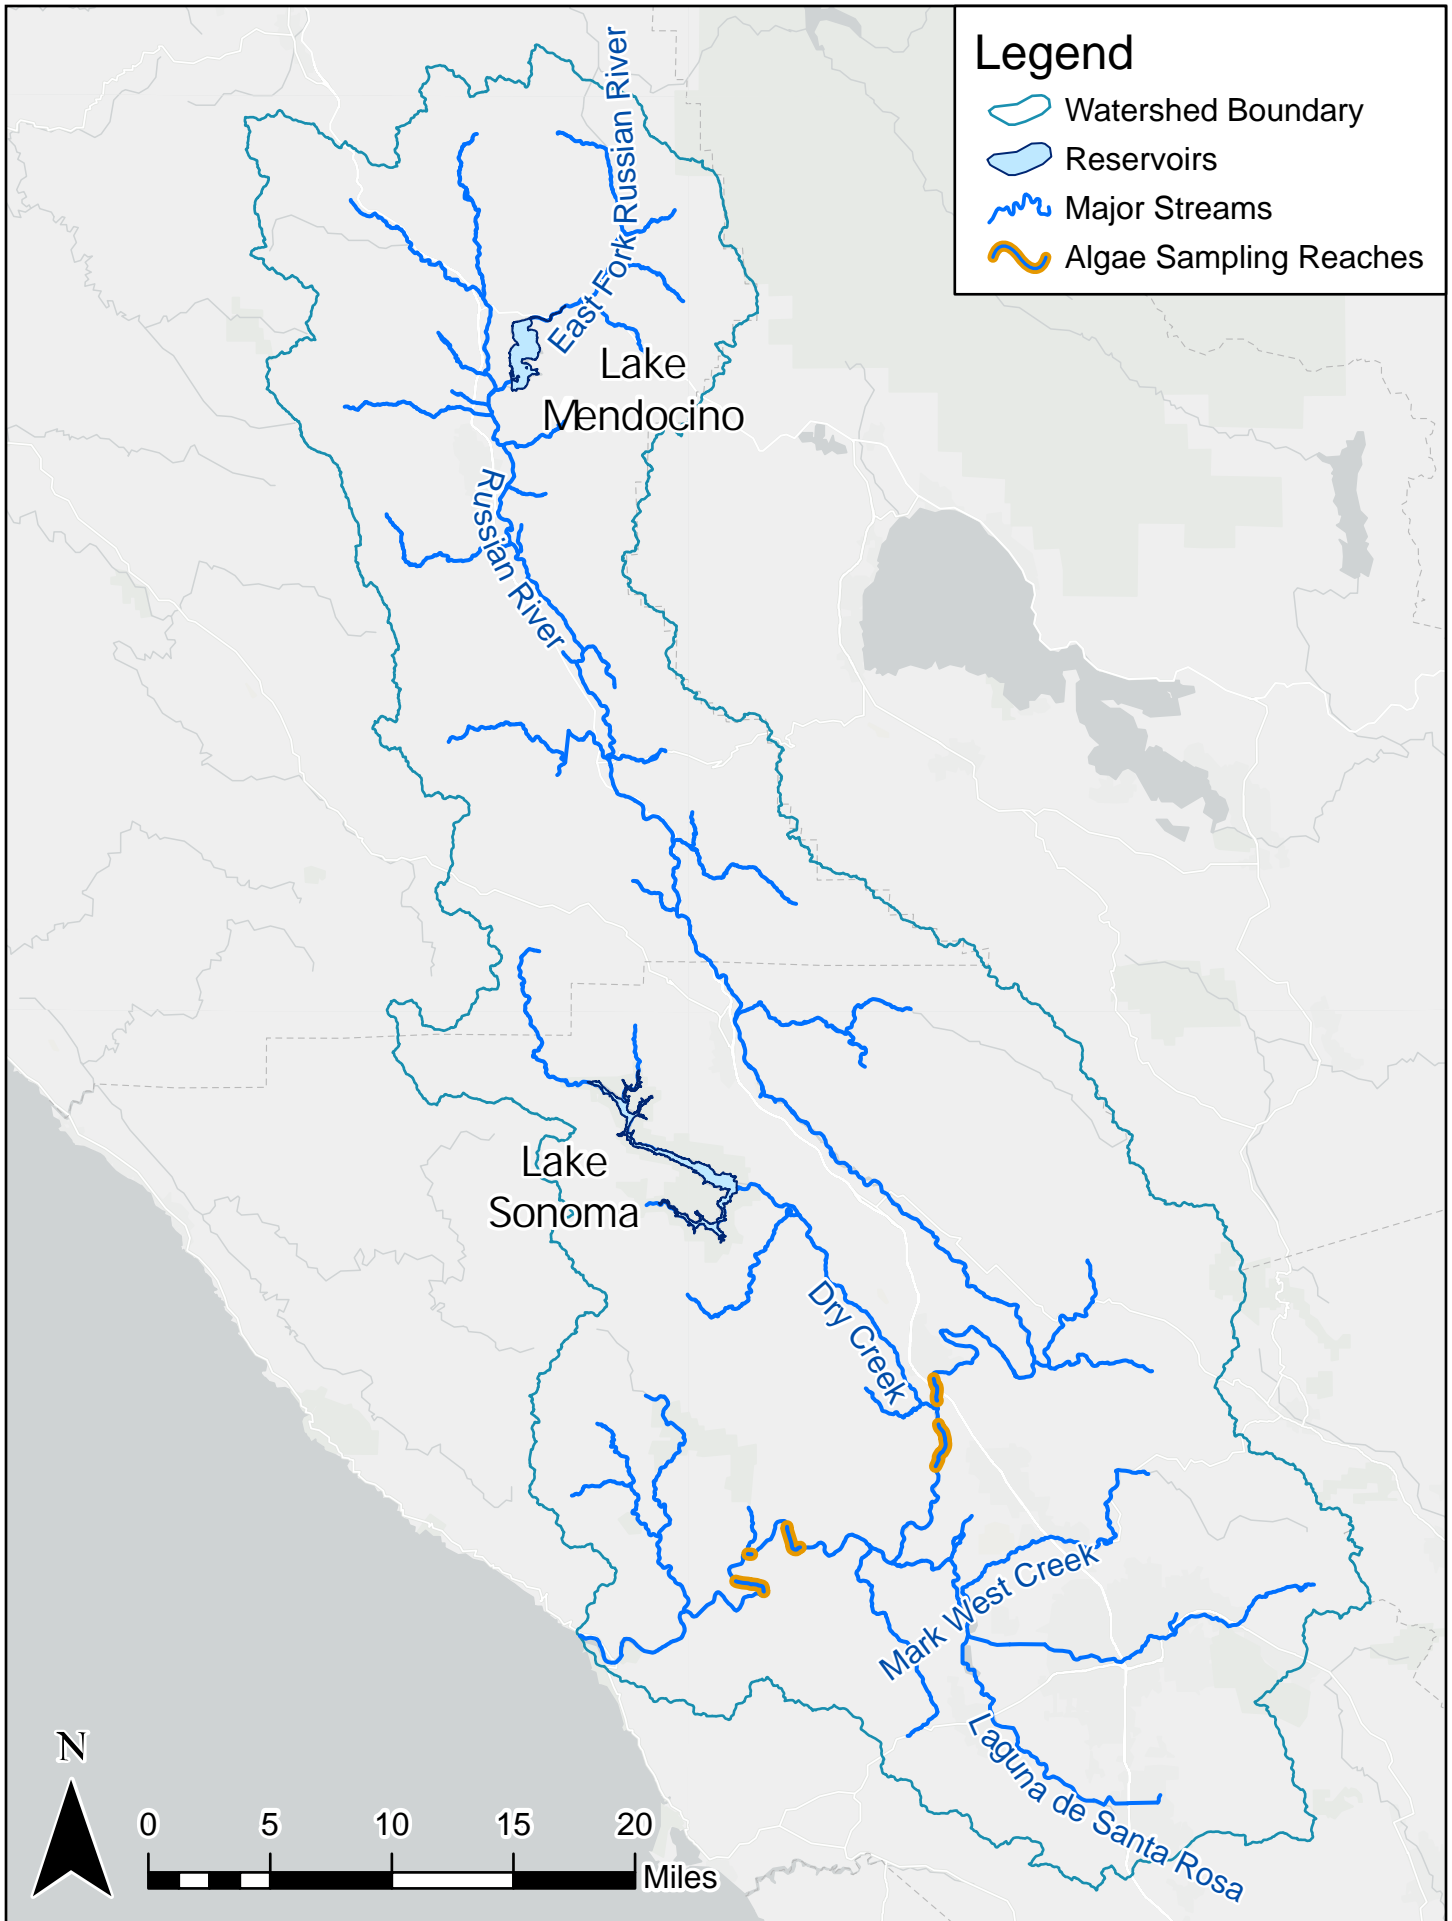 Legend
Watershed Boundary
Reservoirs
Major Streams
Algae Sampling Reaches
East Fork Russian River
Lake
Mendocino
Russian River
Lake
Sonoma
Dry Creek
Mark West Creek
Laguna de Santa Rosa
N
0 5 10 15 20
Miles